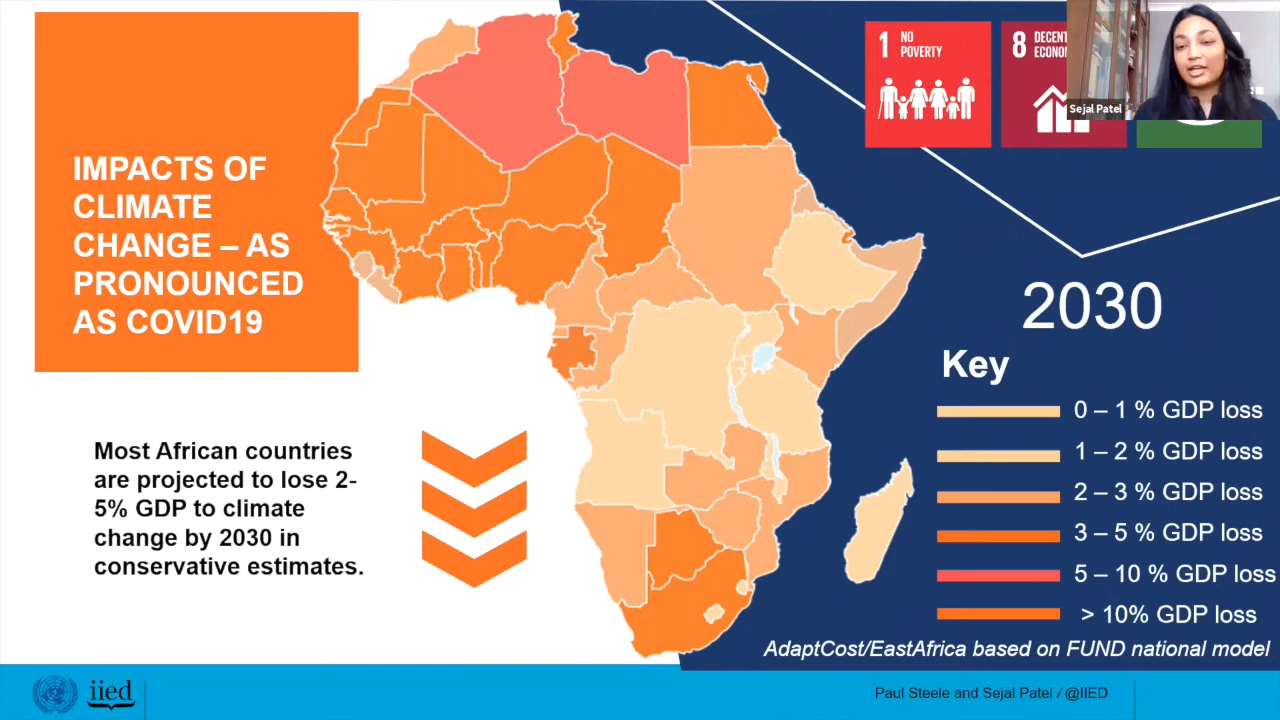 IMPACTS OF
CLIMATE
CHANGE – AS
PRONOUNCED
AS COVID19
Most African countries
are projected to lose 2-
5% GDP to climate
change by 2030 in
conservative estimates.
1 NO
POVERTY
8
Sejal Patel
2030
Key
0 – 1 % GDP loss
1 – 2 % GDP loss
2 – 3 % GDP loss
3 – 5 % GDP loss
5 – 10 % GDP loss
> 10% GDP loss
AdaptCost/EastAfrica based on FUND national model
iied
Paul Steele and Sejal Patel / @IIED